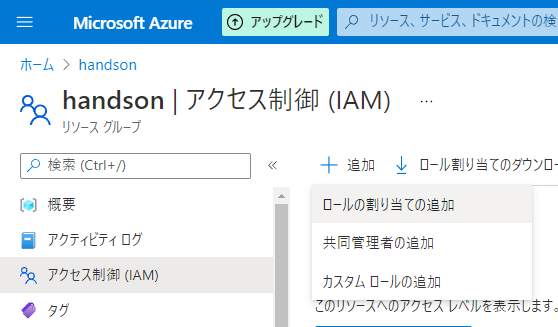 Microsoft Azure
アップグレード
リソース、サービス、ドキュメントの検
ホーム > handson
handson | アクセス制御 (IAM) ...
リソース グループ
検索 (Ctrl+/)
«
追加
ロール割り当てのダウンロ
ロールの割り当ての追加
共同管理者の追加
カスタム ロールの追加
概要
アクティビティ ログ
アクセス制御 (IAM)
タグ
このリソースへのアクセス レベルを表示します。